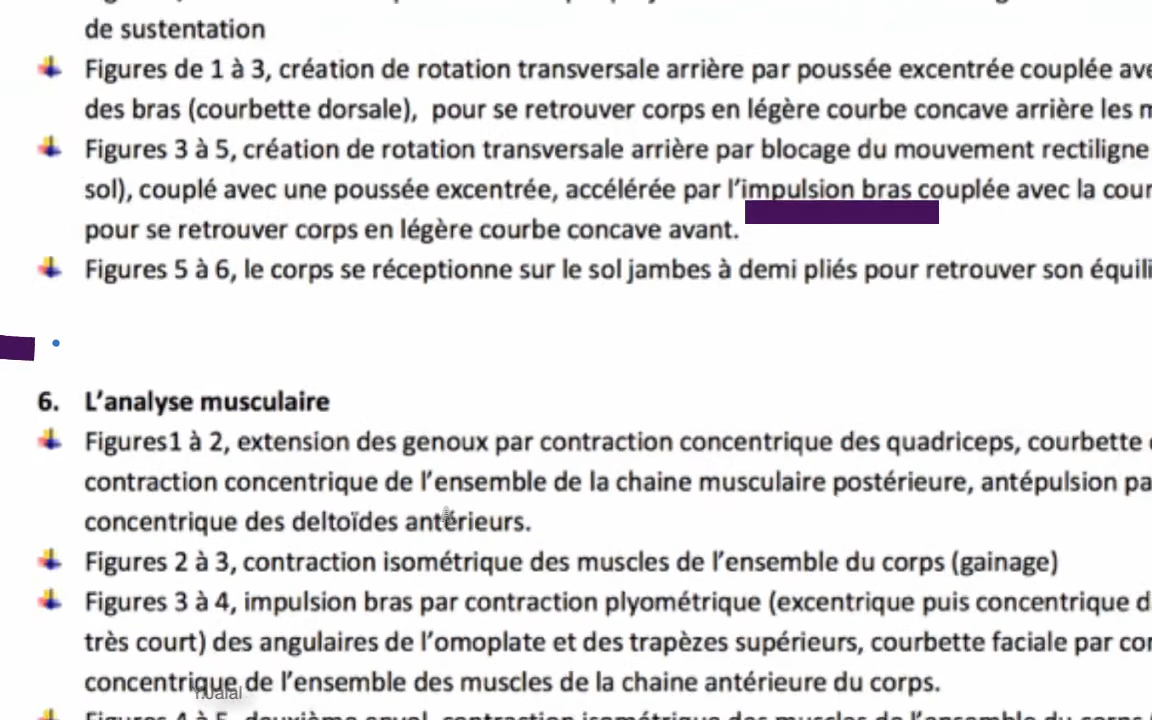 de sustentation
Figures de 1 à 3, création de rotation transversale arrière par poussée excentrée couplée
des bras (courbette dorsale), pour se retrouver corps en légère courbe concave arrière les
Figures 3 à 5, création de rotation transversale arrière par blocage du mouvement rectiligne
sol), couplé avec une poussée excentrée, accélérée par l'impulsion bras couplée avec la
pour se retrouver corps en légère courbe concave avant.
Figures 5 à 6, le corps se réceptionne sur le sol jambes à demi pliés pour retrouver son
6. L'analyse musculaire
Figures1 à 2, extension des genoux par contraction concentrique des quadriceps, courbette
contraction concentrique de l'ensemble de la chaine musculaire postérieure, antépulsion
concentrique des deltoïdes antérieurs.
Figures 2 à 3, contraction isométrique des muscles de l'ensemble du corps (gainage)
Figures 3 à 4, impulsion bras par contraction plyométrique (excentrique puis concentrique
très court) des angulaires de l'omoplate et des trapèzes supérieurs, courbette faciale par
concentrique de l'ensemble des muscles de la chaine antérieure du corps.
Y.Jalal